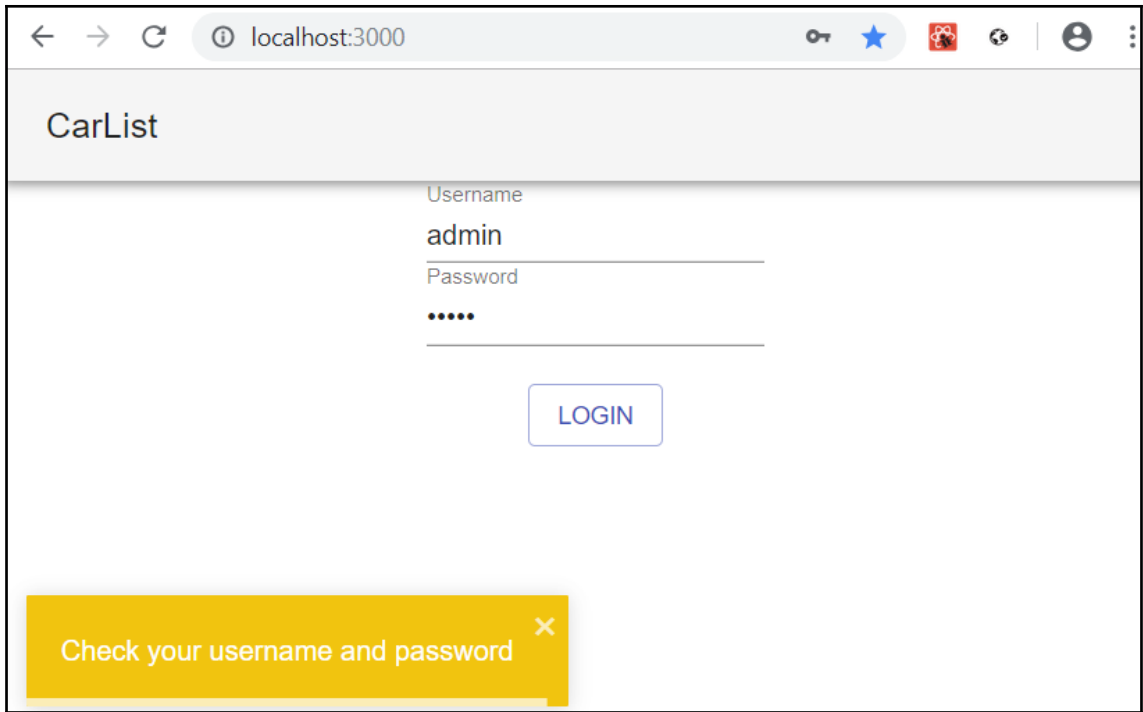 localhost:3000
CarList
Username
admin
Password
•••••
LOGIN
Check your username and password